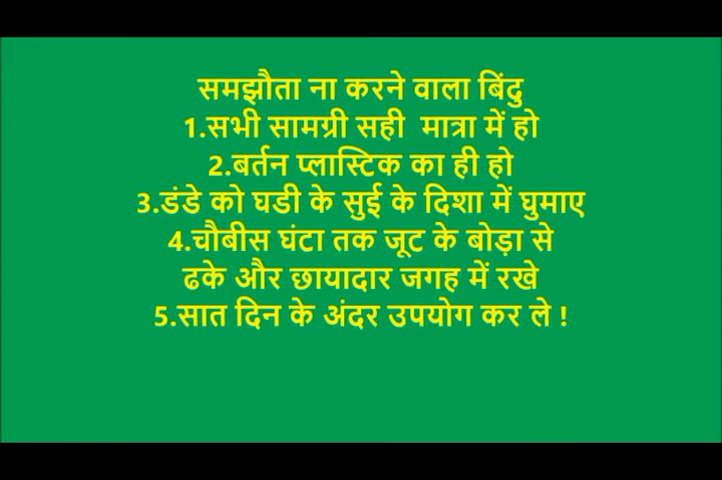 समझौता ना करने वाला बिंदु
1.सभी सामग्री सही मात्रा में हो
2.बर्तन प्लास्टिक का ही हो
3.डंडे को घडी के सुई के दिशा में घुमाए
4.चौबीस घंटा तक जूट के बोड़ा से
ढके और छायादार जगह में रखे
5.सात दिन के अंदर उपयोग कर ले !